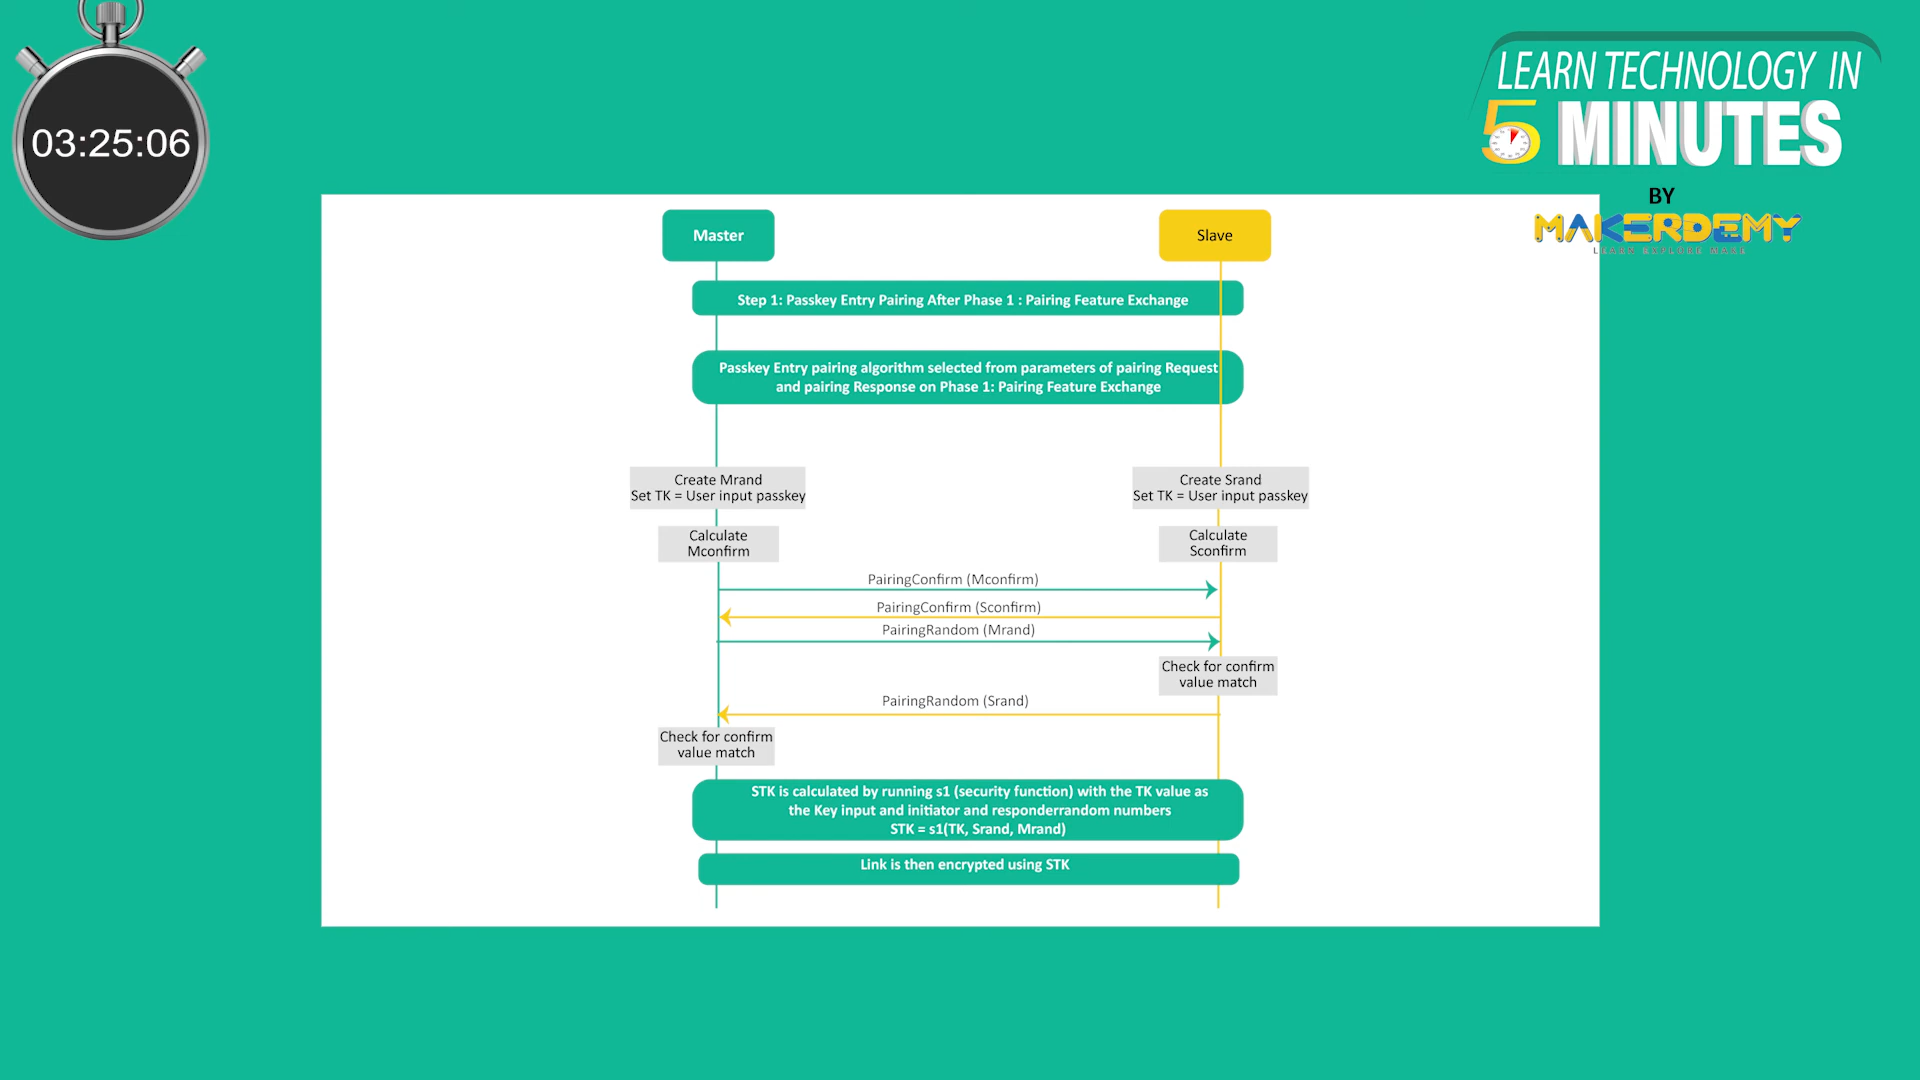 03:25:06
LEARN TECHNOLOGY IN
5 MINUTES
BY
MAKERDEMY
LEARN EXPLORE MAKE
Master
Slave
Step 1: Passkey Entry Pairing After Phase 1 : Pairing Feature Exchange
Passkey Entry pairing algorithm selected from parameters of pairing Request
and pairing Response on Phase 1: Pairing Feature Exchange
Create Mrand
Set TK = User input passkey
Create Srand
Set TK = User input passkey
Calculate
Mconfirm
Calculate
Sconfirm
PairingConfirm (Mconfirm)
PairingConfirm (Sconfirm)
PairingRandom (Mrand)
Check for confirm
value match
PairingRandom (Srand)
Check for confirm
value match
STK is calculated by running s1 (security function) with the TK value as
the Key input and initiator and responderrandom numbers
STK = s1(TK, Srand, Mrand)
Link is then encrypted using STK